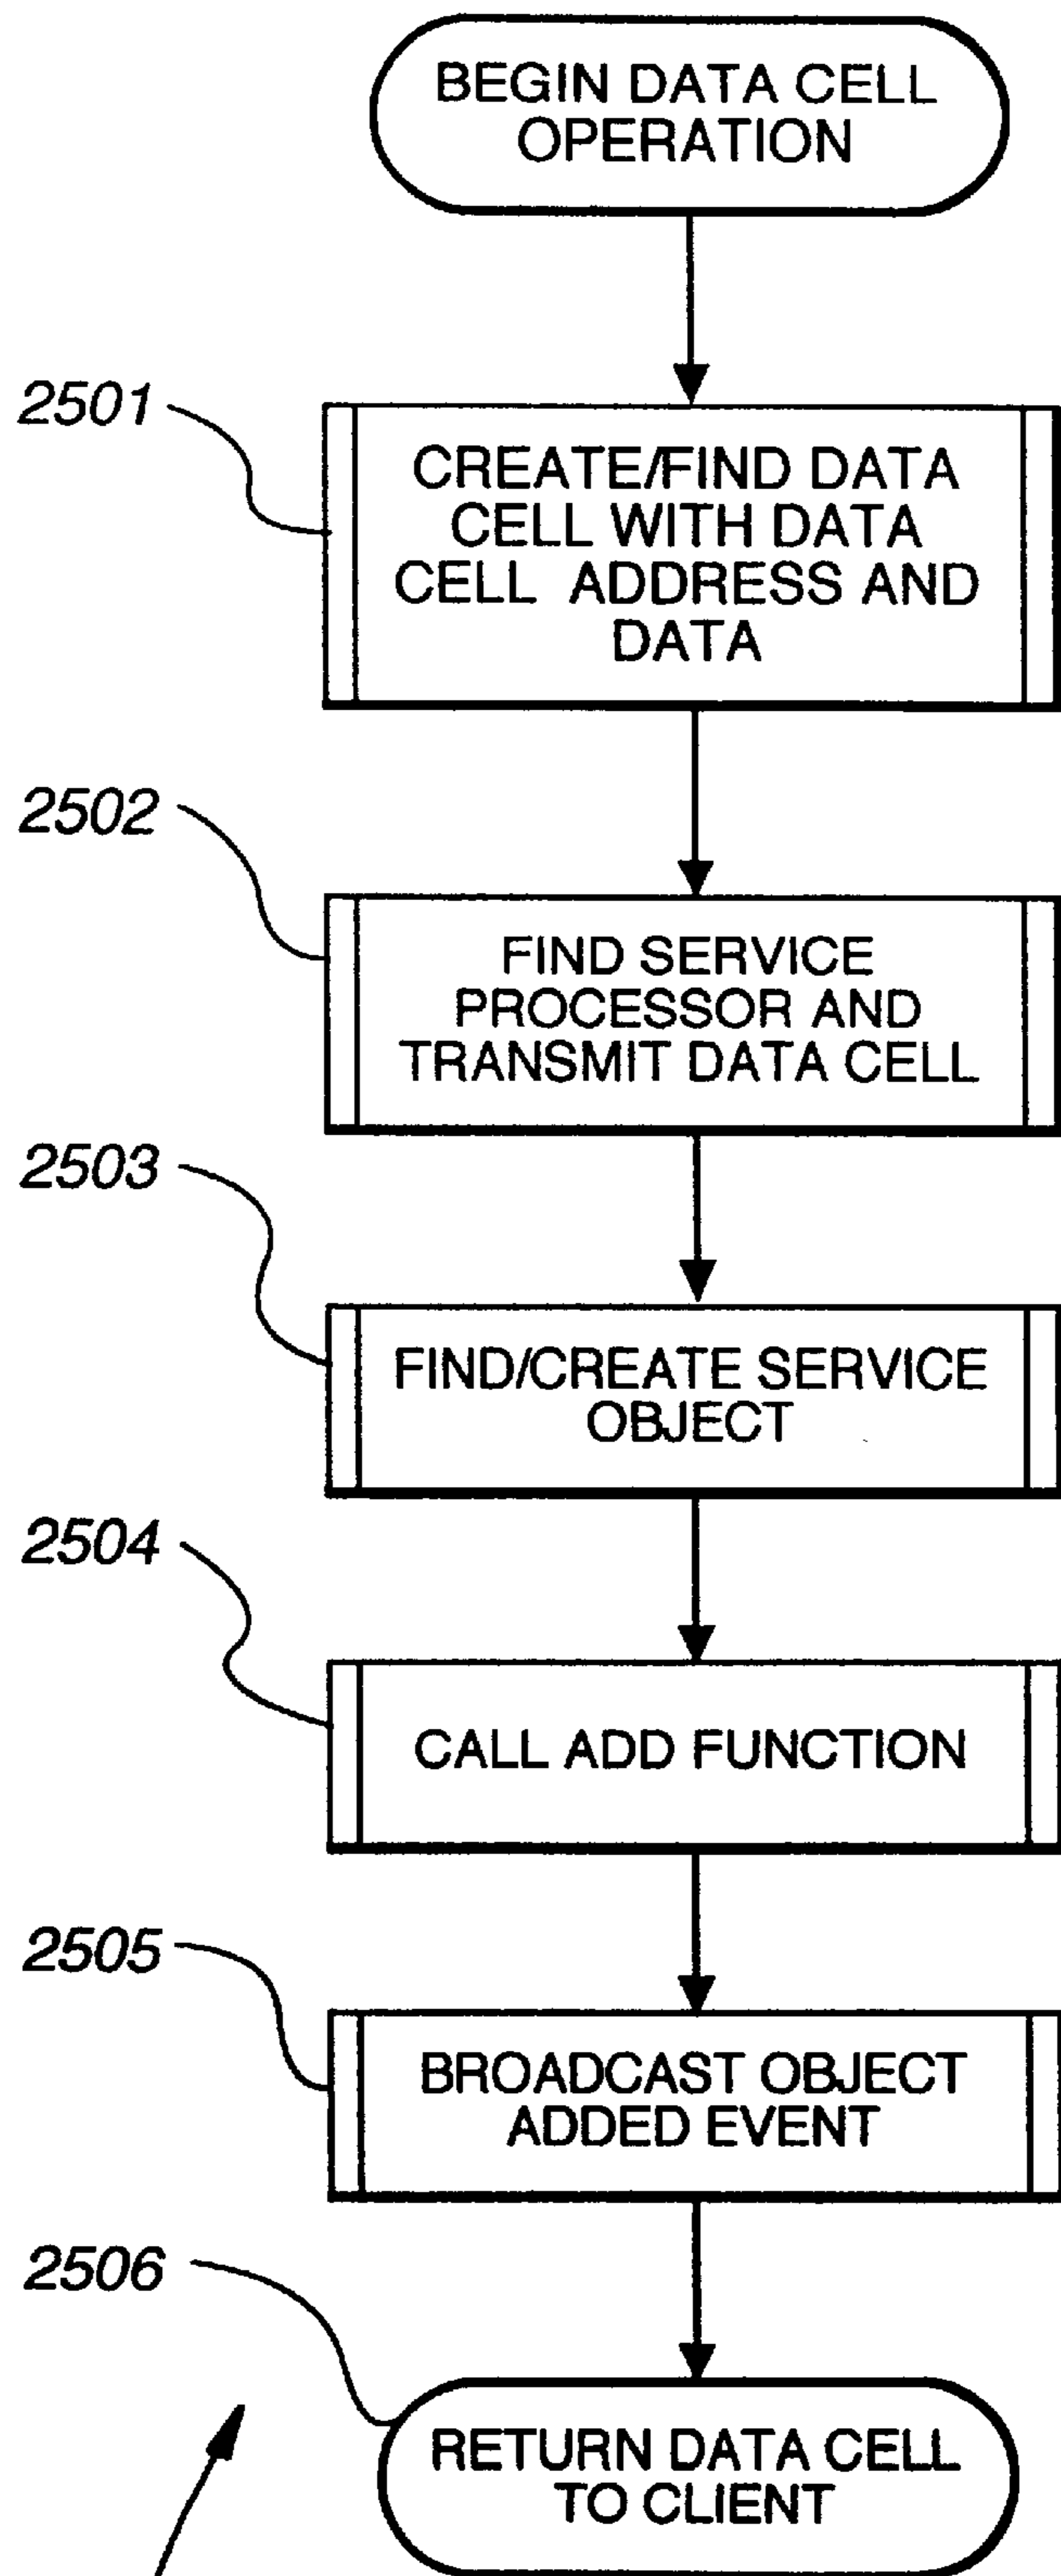 BEGIN DATA CELL
OPERATION
2501
CREATE/FIND DATA
CELL WITH DATA
CELL ADDRESS AND
DATA
2502
FIND SERVICE
PROCESSOR AND
TRANSMIT DATA CELL
2503
FIND/CREATE SERVICE
OBJECT
2504
CALL ADD FUNCTION
2505
BROADCAST OBJECT
ADDED EVENT
2506
RETURN DATA CELL
TO CLIENT